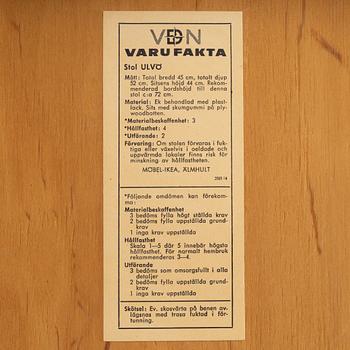 VDN
VARUFAKTA
Stol ULVÖ
Mått: Total bredd 45 cm, totalt djup
52 cm. Sitsens höjd 44 cm. Rekom-
menderad bordshöjd till denna
stol c:a 72 cm.
Material: Ek behandlad med plast-
lack. Sits med skumgummi på ply-
woodbotten.
*Materialbeskaffenhet: 3
*Hållfasthet: 4
*Utförande: 2
Förvaring: Om stolen förvaras i fuk-
tiga eller växelvis i oeldade och
uppvärmda lokaler finns risk för
minskning av hållfastheten.
MÖBEL-IKEA, ÄLMHULT
*Följande omdömen kan förekom-
ma:
Materialbeskaffenhet
3 bedöms fylla högt ställda krav
2 bedöms fylla uppställda grund-
krav
1 inga krav uppställda
Hållfasthet
Skala 1—5 där 5 innebär högsta
hållfasthet. För normalt hembruk
rekommenderas 3—4.
Utförande
3 bedöms som omsorgsfullt i alla
detaljer
2 bedöms fylla uppställda grund-
krav
1 inga krav uppställda
Skötsel: Ev. skosvärta på benen av-
lägsnas med trasa fuktad i för-
tunning.